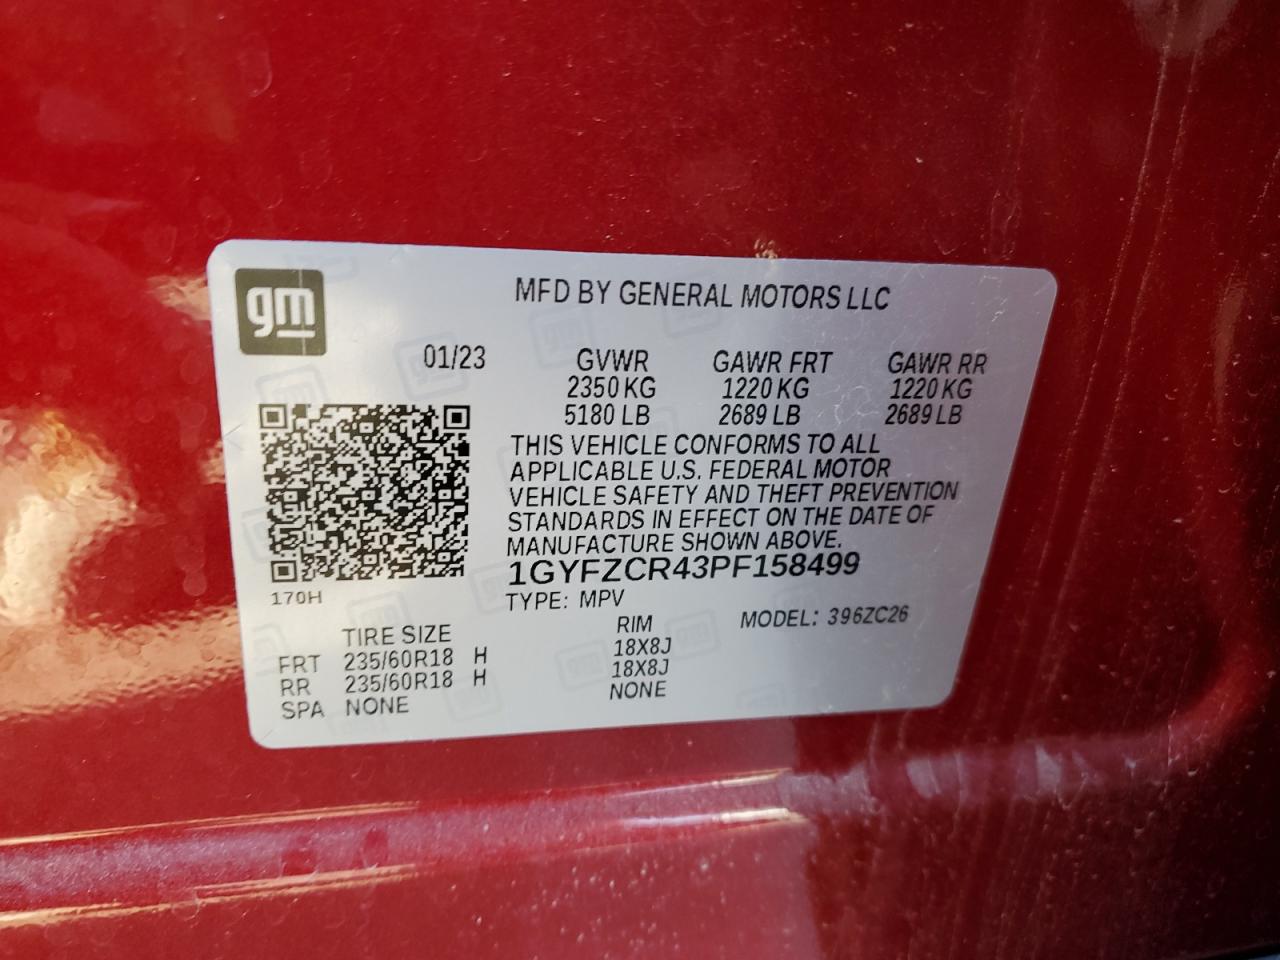 gm
MFD BY GENERAL MOTORS LLC
01/23 GVWR GAWR FRT GAWR RR
2350 KG 1220 KG 1220 KG
5180 LB 2689 LB 2689 LB
THIS VEHICLE CONFORMS TO ALL
APPLICABLE U.S. FEDERAL MOTOR
VEHICLE SAFETY AND THEFT PREVENTION
STANDARDS IN EFFECT ON THE DATE OF
MANUFACTURE SHOWN ABOVE.
1GYFZCR43PF158499
170H
TYPE: MPV
MODEL: 396ZC26
TIRE SIZE RIM
FRT 235/60R18 H 18X8J
RR 235/60R18 H 18X8J
SPA NONE NONE